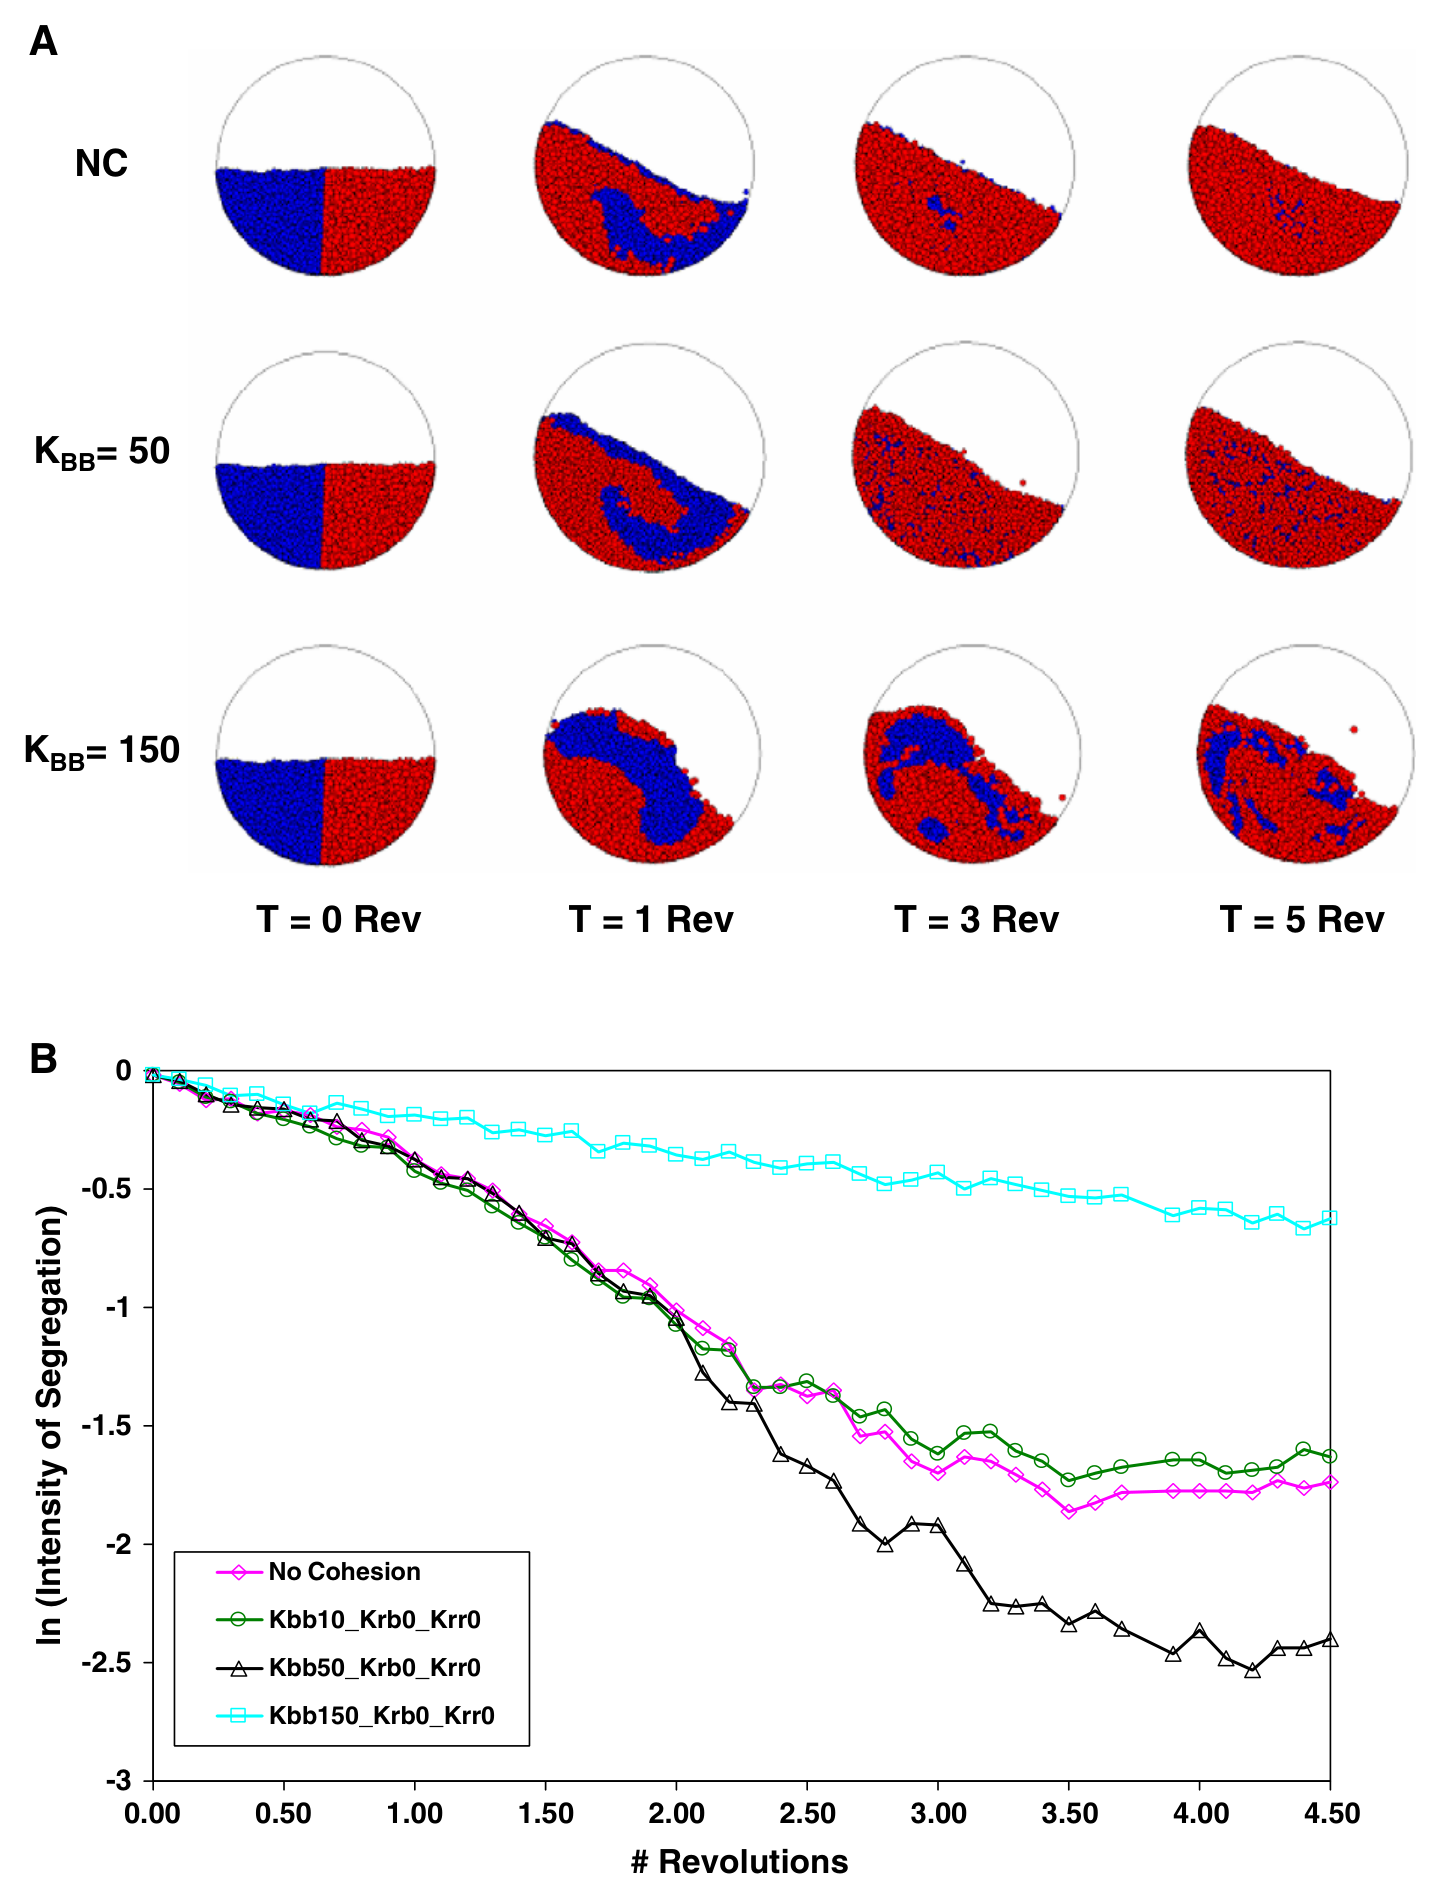 A
NC
KBB= 50
KBB= 150
T = 0 Rev
T = 1 Rev
T = 3 Rev
T = 5 Rev
B
0
-0.5
-1
-1.5
-2
-2.5
-3
ln (Intensity of Segregation)
No Cohesion
Kbb10_Krb0_Krr0
Kbb50_Krb0_Krr0
Kbb150_Krb0_Krr0
0.00 0.50 1.00 1.50 2.00 2.50 3.00 3.50 4.00 4.50
# Revolutions